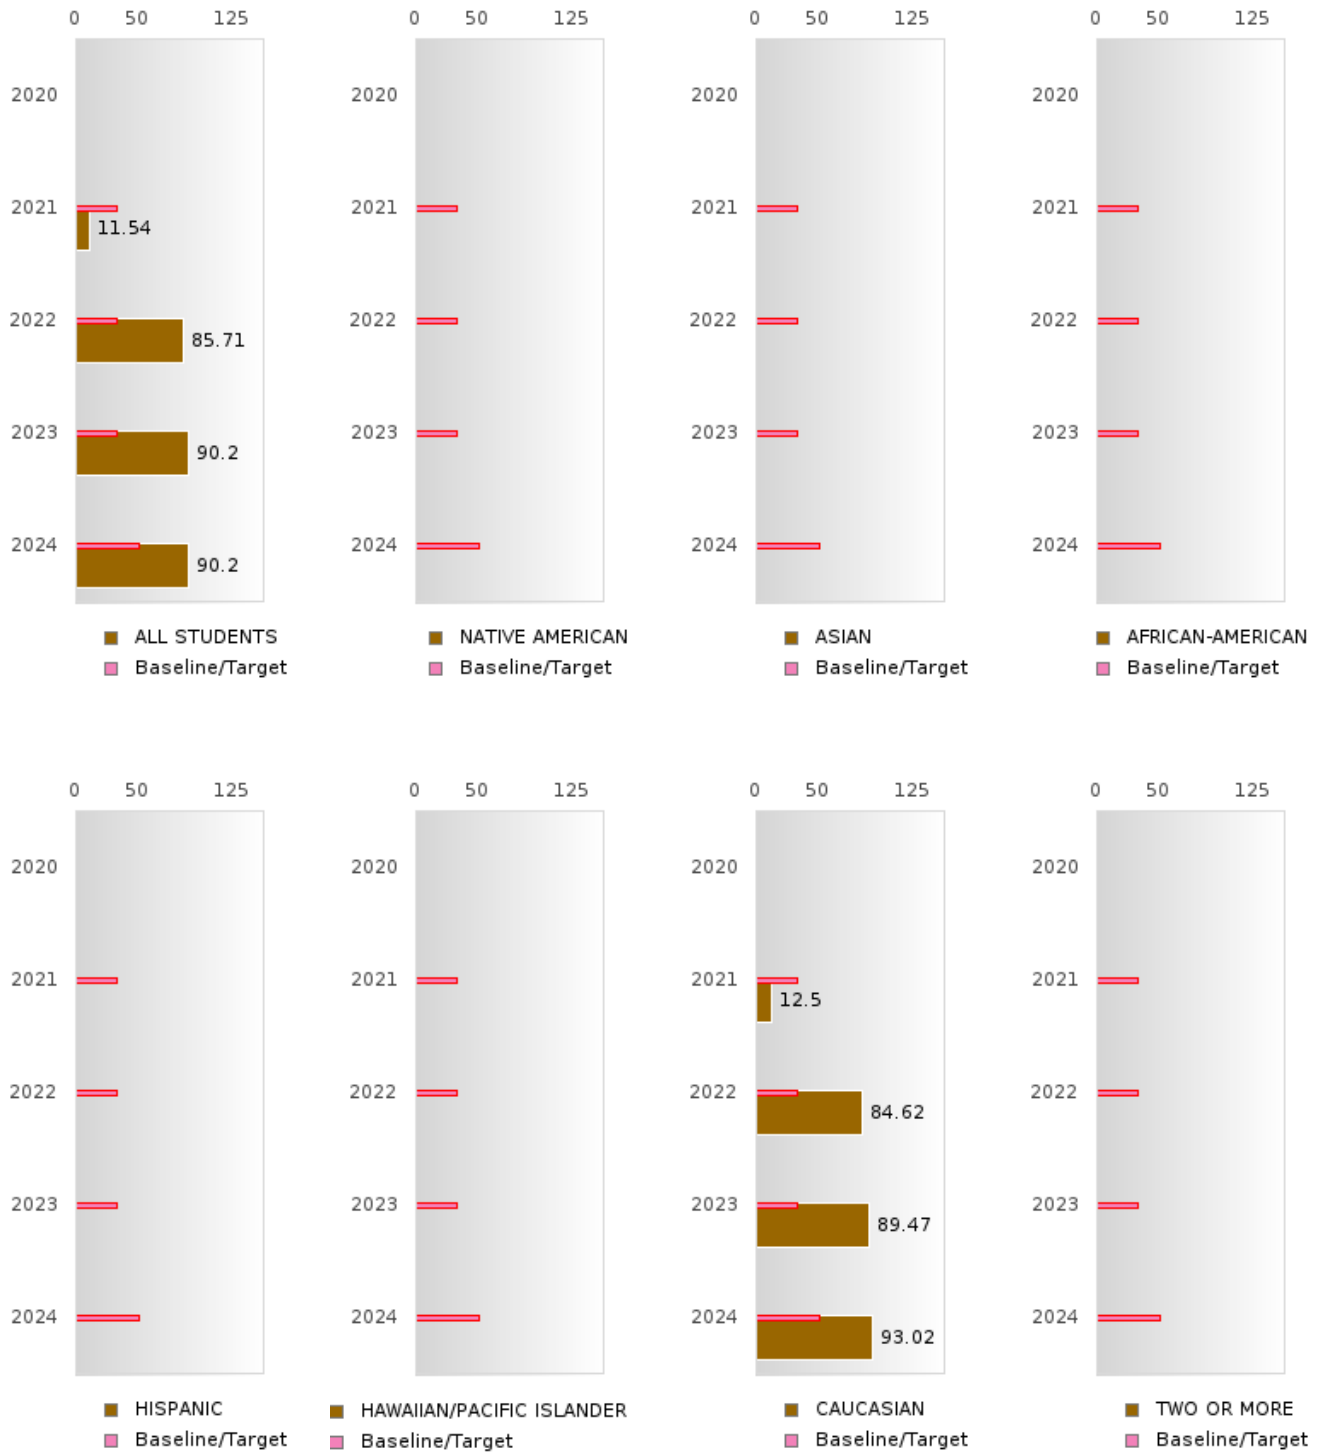 0 50 125 0 50 125 0 50 125 0 50 125
2020 2020 2020 2020
2021 11.54 2021 2021 2021
2022 85.71 2022 2022 2022
2023 90.2 2023 2023 2023
2024 90.2 2024 2024 2024
ALL STUDENTS NATIVE AMERICAN ASIAN AFRICAN-AMERICAN
Baseline/Target Baseline/Target Baseline/Target Baseline/Target
0 50 125 0 50 125 0 50 125 0 50 125
2020 2020 2020 2020
2021 2021 2021 12.5 2021
2022 2022 2022 84.62 2022
2023 2023 2023 89.47 2023
2024 2024 2024 93.02 2024
HISPANIC HAWAIIAN/PACIFIC ISLANDER CAUCASIAN TWO OR MORE
Baseline/Target Baseline/Target Baseline/Target Baseline/Target